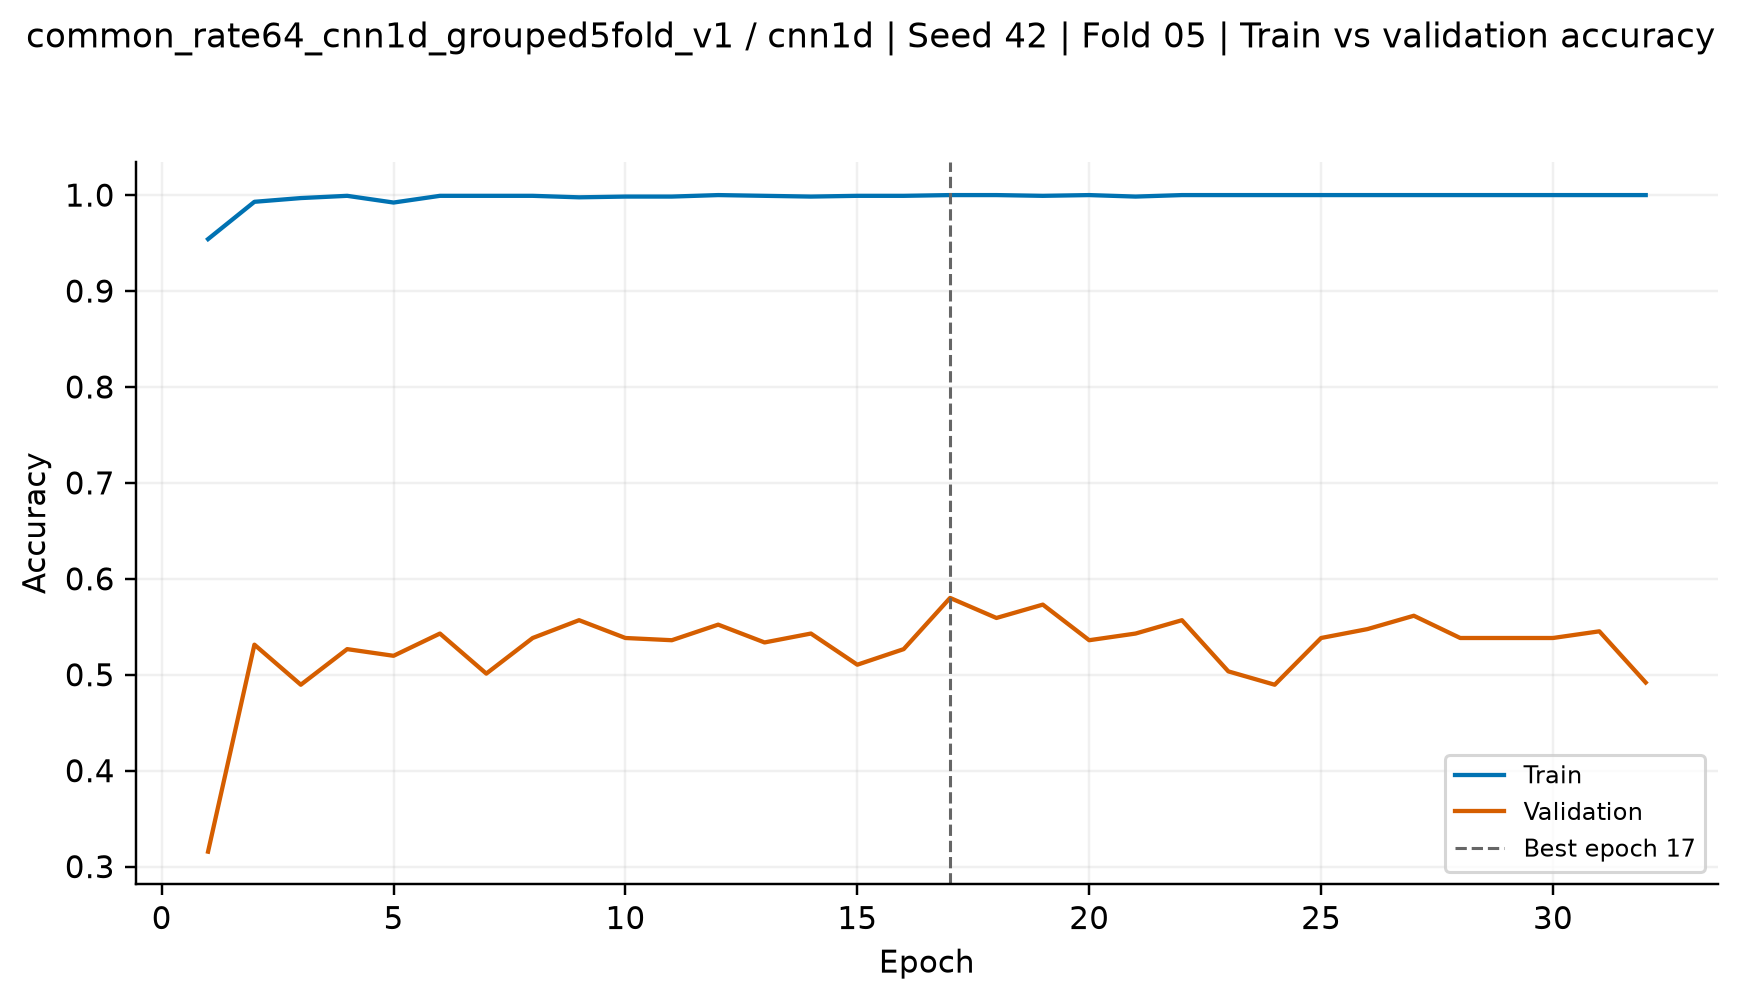 common_rate64_cnn1d_grouped5fold_v1 / cnn1d | Seed 42 | Fold 05 | Train vs validation accuracy
1.0
0.9
0.8
0.7
0.6
0.5
0.4
0.3
Accuracy
Train
Validation
Best epoch 17
0 5 10 15 20 25 30
Epoch